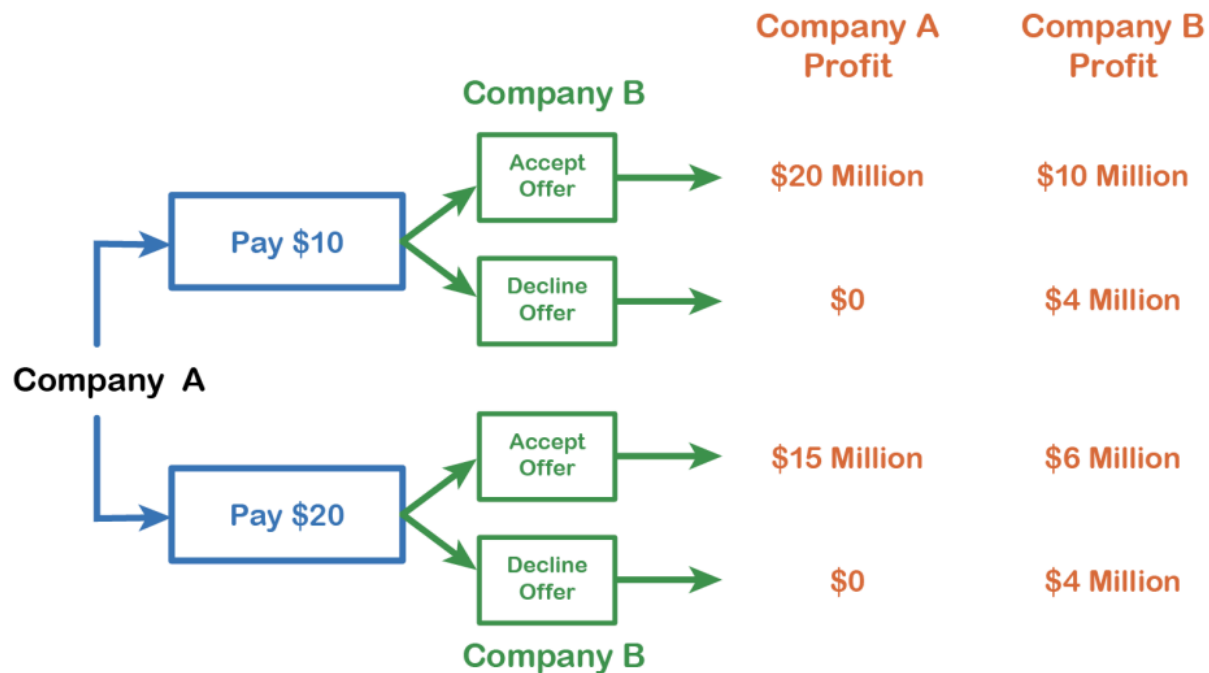 Company A
Profit
Company B
Profit
Company B
Accept
Offer
$20 Million
$10 Million
Pay $10
Decline
Offer
$0
$4 Million
Company A
Accept
Offer
$15 Million
$6 Million
Pay $20
Decline
Offer
$0
$4 Million
Company B